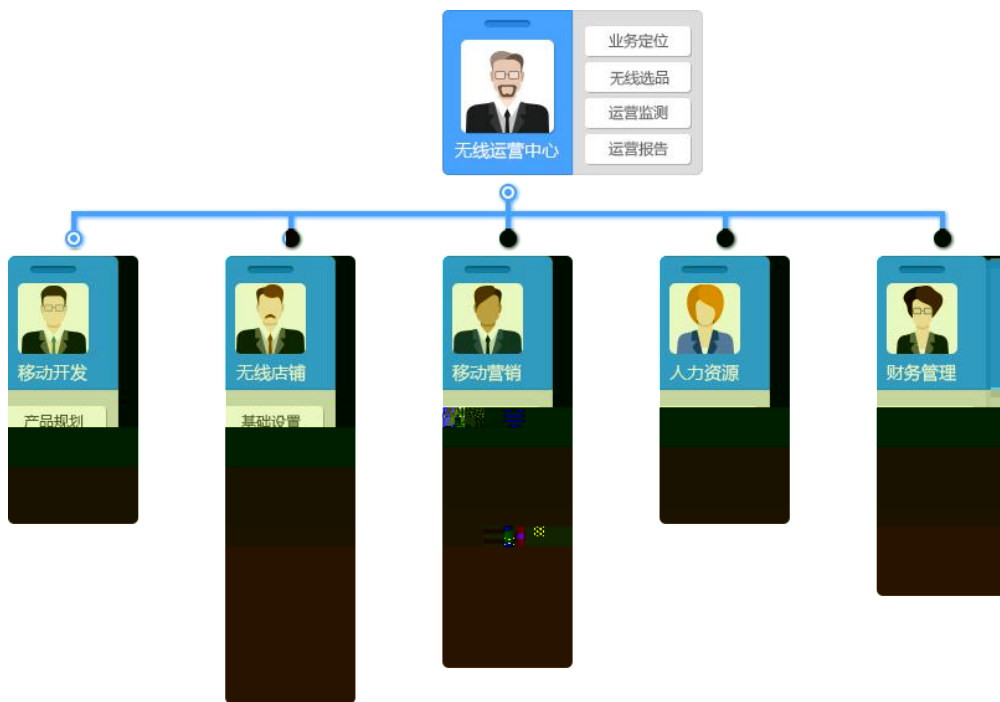 业务定位
无线选品
运营监测
运营报告
无线运营中心
移动开发
无线店铺
移动营销
人力资源
财务管理
产品规划
基础设置